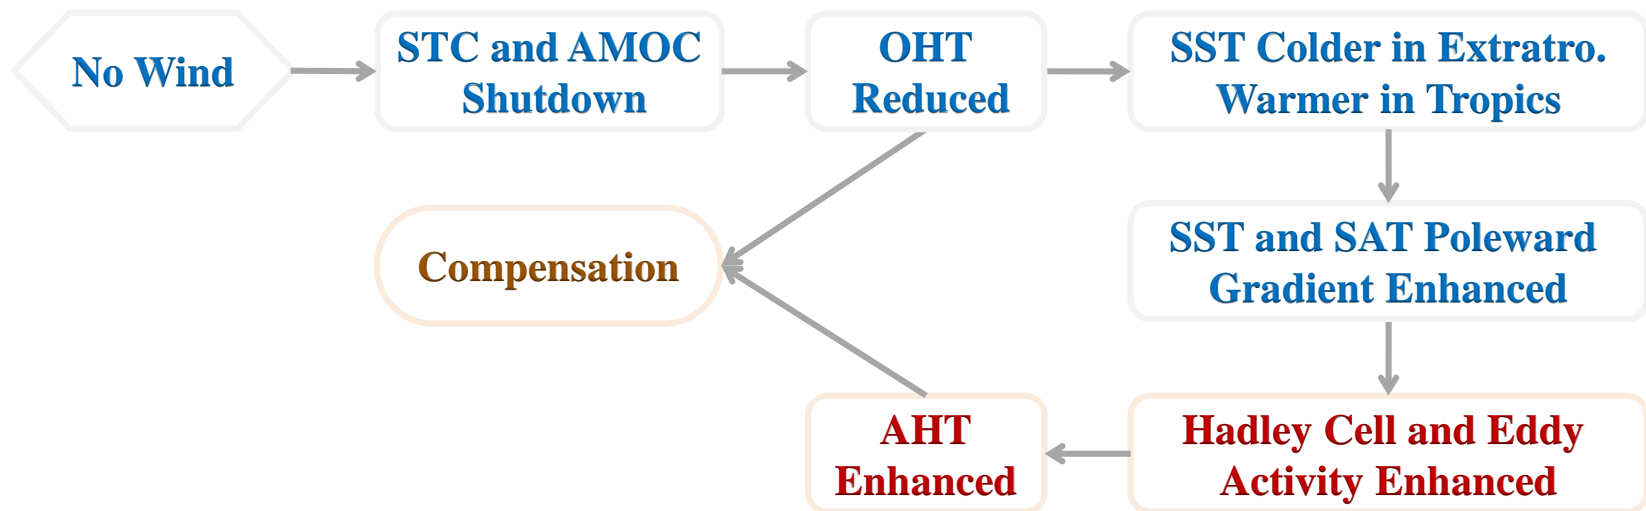 No Wind
STC and AMOC
Shutdown
OHT
Reduced
SST Colder in Extratro.
Warmer in Tropics
SST and SAT Poleward
Gradient Enhanced
Compensation
AHT
Enhanced
Hadley Cell and Eddy
Activity Enhanced